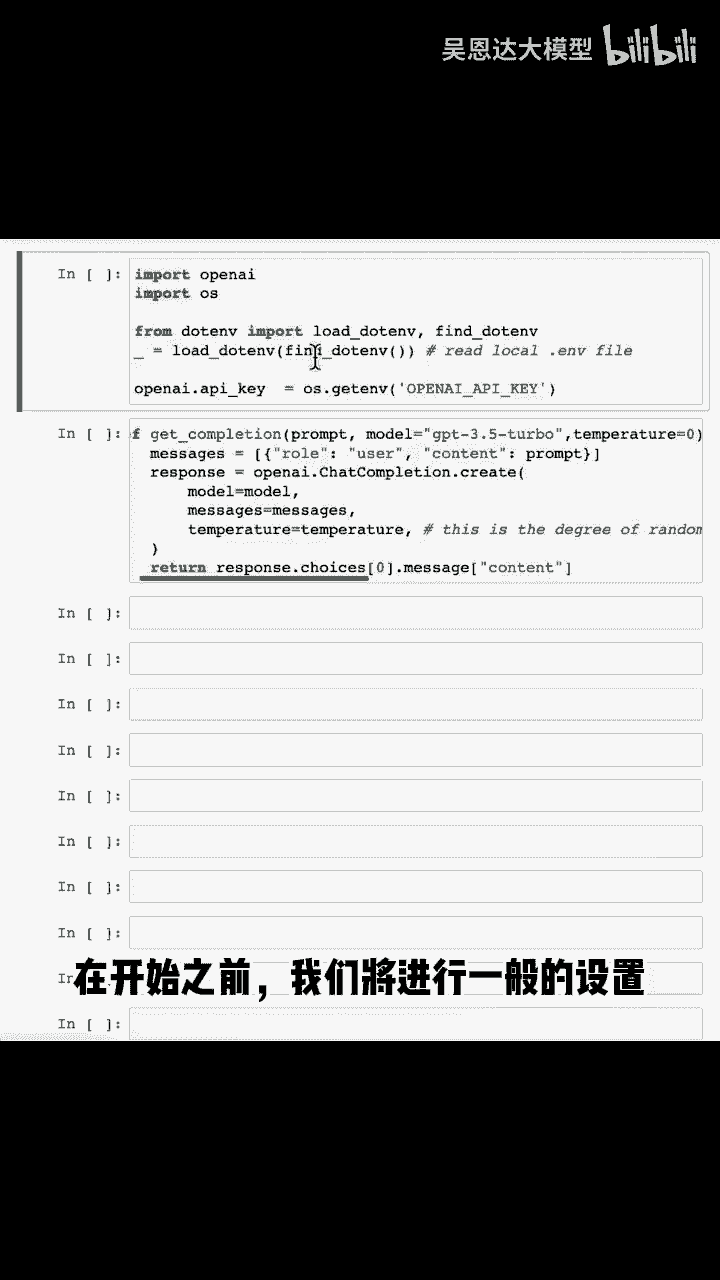 吴恩达大模型 bilibili
In [ ]: import openai
import os
from dotenv import load_dotenv, find_dotenv
_ = load_dotenv(find_dotenv()) # read local .env file
openai.api_key  = os.getenv('OPENAI_API_KEY')
In [ ]: f get_completion(prompt, model="gpt-3.5-turbo",temperature=0)
messages = [{"role": "user", "content": prompt}]
response = openai.ChatCompletion.create(
model=model,
messages=messages,
temperature=temperature, # this is the degree of random
)
return response.choices[0].message["content"]
In [ ]:
In [ ]:
In [ ]:
In [ ]:
In [ ]:
In [ ]:
In [ ]:
In [ ]:
在开始之前，我们將进行一般的设置
In [ ]: